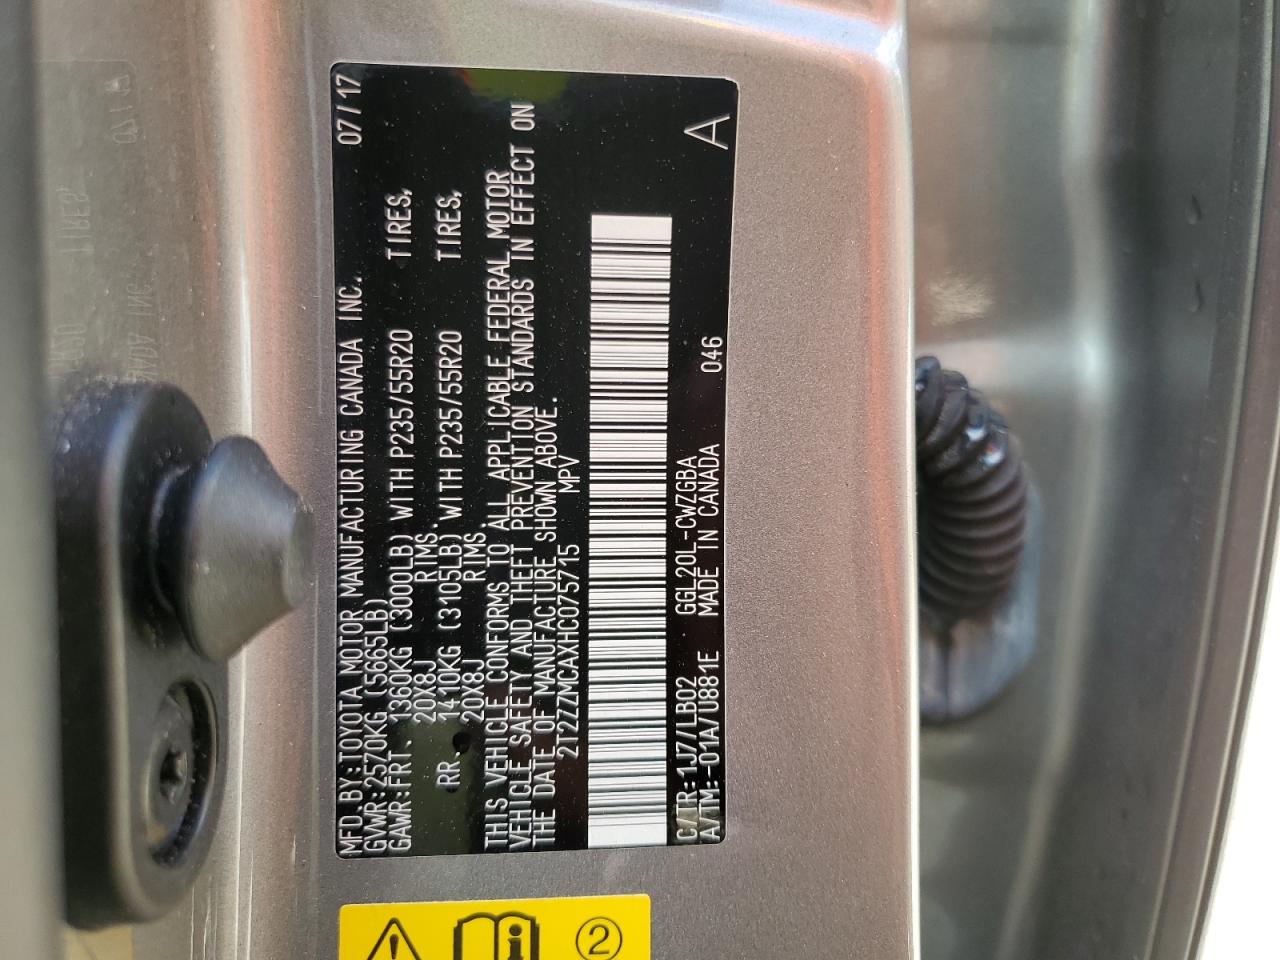 MFD.BY:TOYOTA MOTOR MANUFACTURING CANADA INC. 07/17
GVWR:2570KG (5665LB)
GAWR:FRT. 1360KG (3000LB) WITH P235/55R20 TIRES,
20X8J RIMS.
RR. 1410KG (3105LB) WITH P235/55R20 TIRES,
20X8J RIMS.
THIS VEHICLE CONFORMS TO ALL APPLICABLE FEDERAL MOTOR
VEHICLE SAFETY AND THEFT PREVENTION STANDARDS IN EFFECT ON
THE DATE OF MANUFACTURE SHOWN ABOVE.
2T2ZZMCAXHC075715 MPV
C/TR:1J7/LB02 GGL20L-CWZGBA
A/TM:-01A/U881E MADE IN CANADA 046 A
2